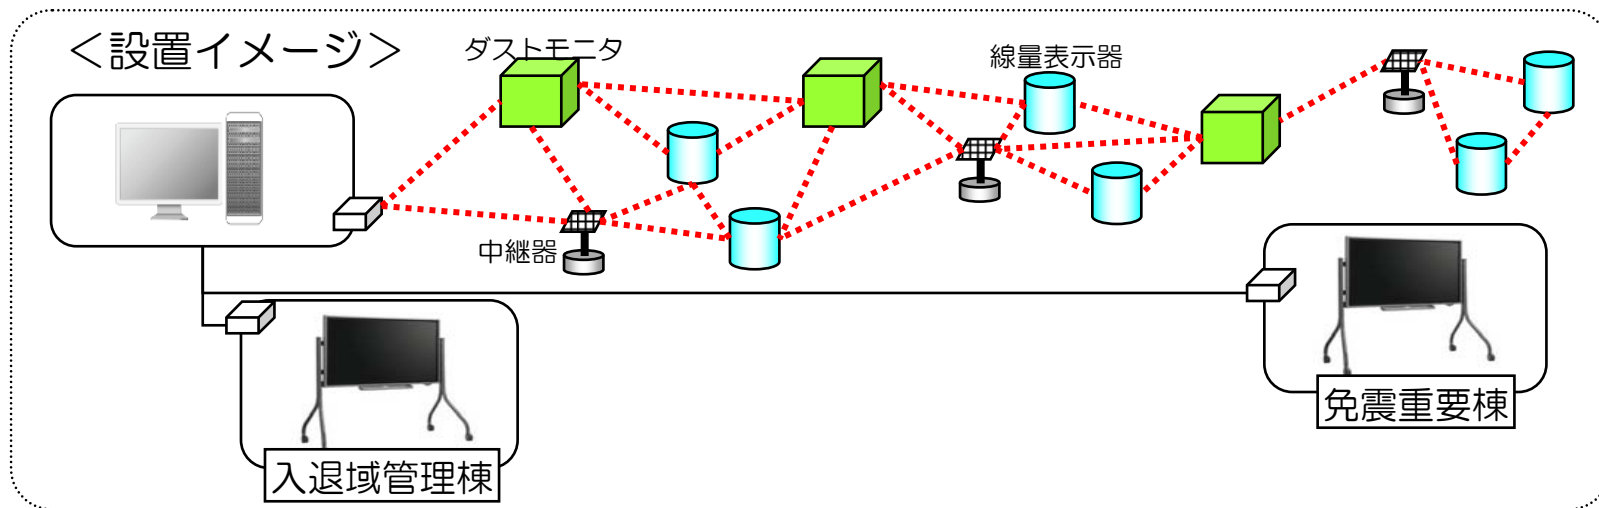 <設置イメージ>
ダストモニタ
線量表示器
中継器
免震重要棟
入退域管理棟